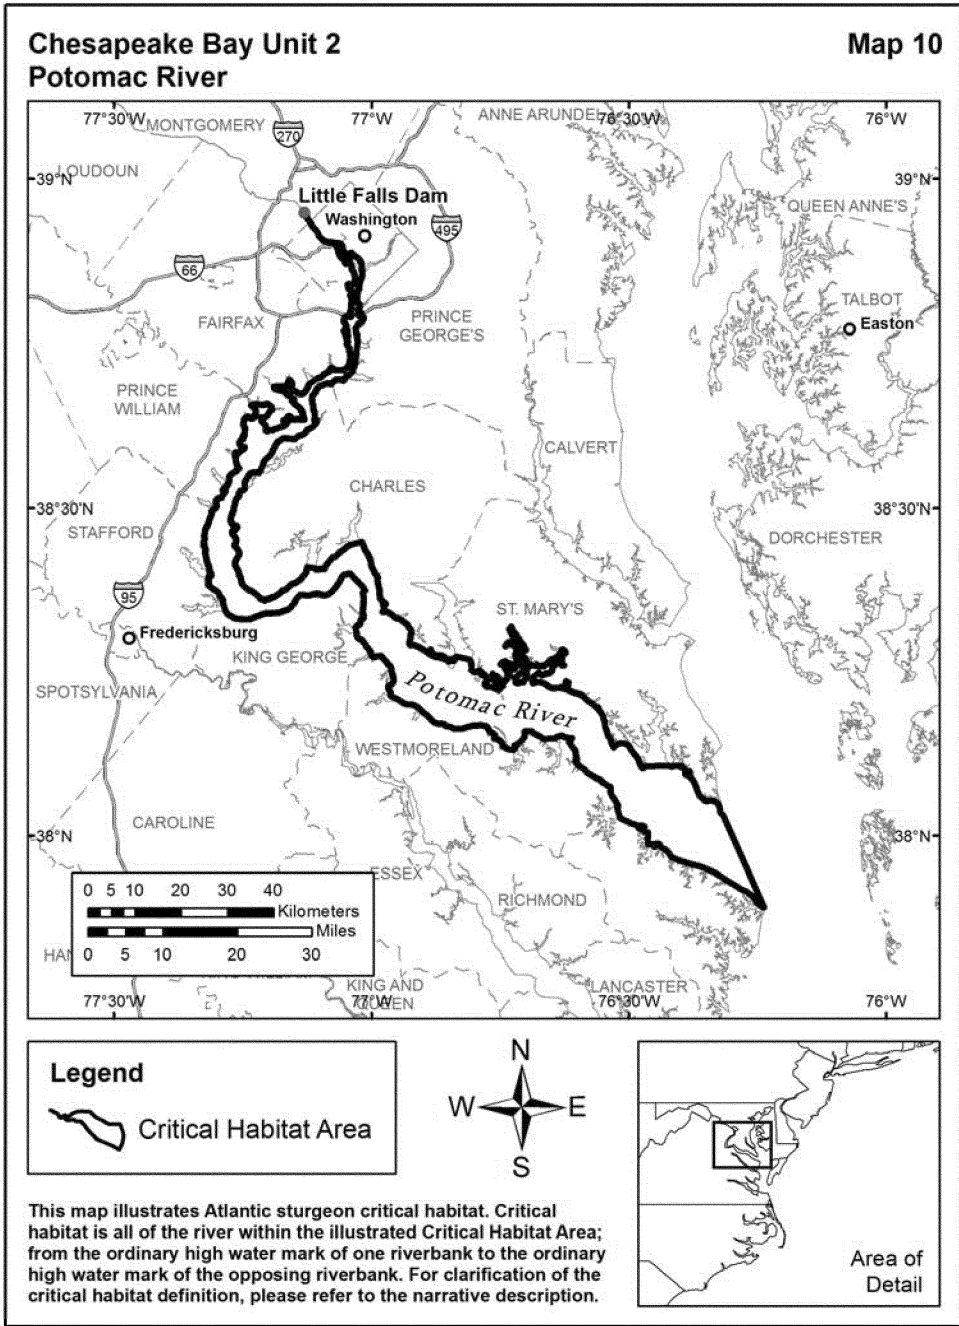 Chesapeake Bay Unit 2
Map 10
Potomac River
77°30'W
77°W
76°30'W
76°W
MONTGOMERY
270
ANNE ARUNDEL
LOUDOUN
39°N
39°N
Little Falls Dam
Washington
495
QUEEN ANNE'S
66
TALBOT
Easton
FAIRFAX
PRINCE
GEORGE'S
PRINCE
WILLIAM
CALVERT
CHARLES
38°30'N
38°30'N
STAFFORD
DORCHESTER
95
ST. MARY'S
Fredericksburg
KING GEORGE
SPOTSYLVANIA
Potomac River
WESTMORELAND
CAROLINE
38°N
38°N
ESSEX
RICHMOND
0 5 10 20 30 40
Kilometers
Miles
0 5 10 20 30
HAN
KING AND
QUEEN
LANCASTER
77°30'W
77°W
76°30'W
76°W
Legend
Critical Habitat Area
N
W E
S
This map illustrates Atlantic sturgeon critical habitat. Critical
habitat is all of the river within the illustrated Critical Habitat Area;
from the ordinary high water mark of one riverbank to the ordinary
high water mark of the opposing riverbank. For clarification of the
critical habitat definition, please refer to the narrative description.
Area of
Detail